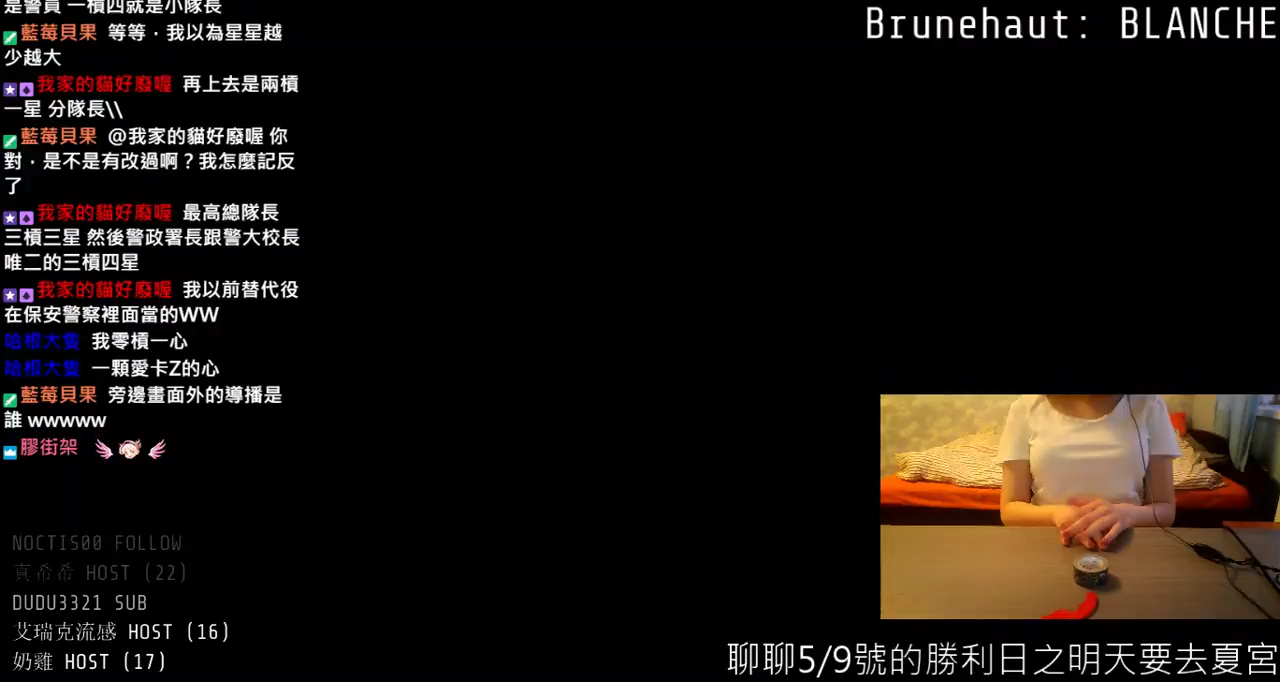 是警員 一槓四就是小隊長
藍莓貝果 等等，我以為星星越
少越大
我家的貓好廢喔 再上去是兩槓
一星 分隊長\\
藍莓貝果 @我家的貓好廢喔 你
對，是不是有改過啊？我怎麼記反
了
我家的貓好廢喔 最高總隊長
三槓三星 然後警政署長跟警大校長
唯二的三槓四星
我家的貓好廢喔 我以前替代役
在保安警察裡面當的WW
哈根大隻 我零槓一心
哈根大隻 一顆愛卡Z的心
藍莓貝果 旁邊畫面外的導播是
誰 wwwww
膠街架
NOCTIS00 FOLLOW
真希希 HOST (22)
DUDU3321 SUB
艾瑞克流感 HOST (16)
奶雞 HOST (17)
Brunehaut: BLANCHE
聊聊5/9號的勝利日之明天要去夏宮